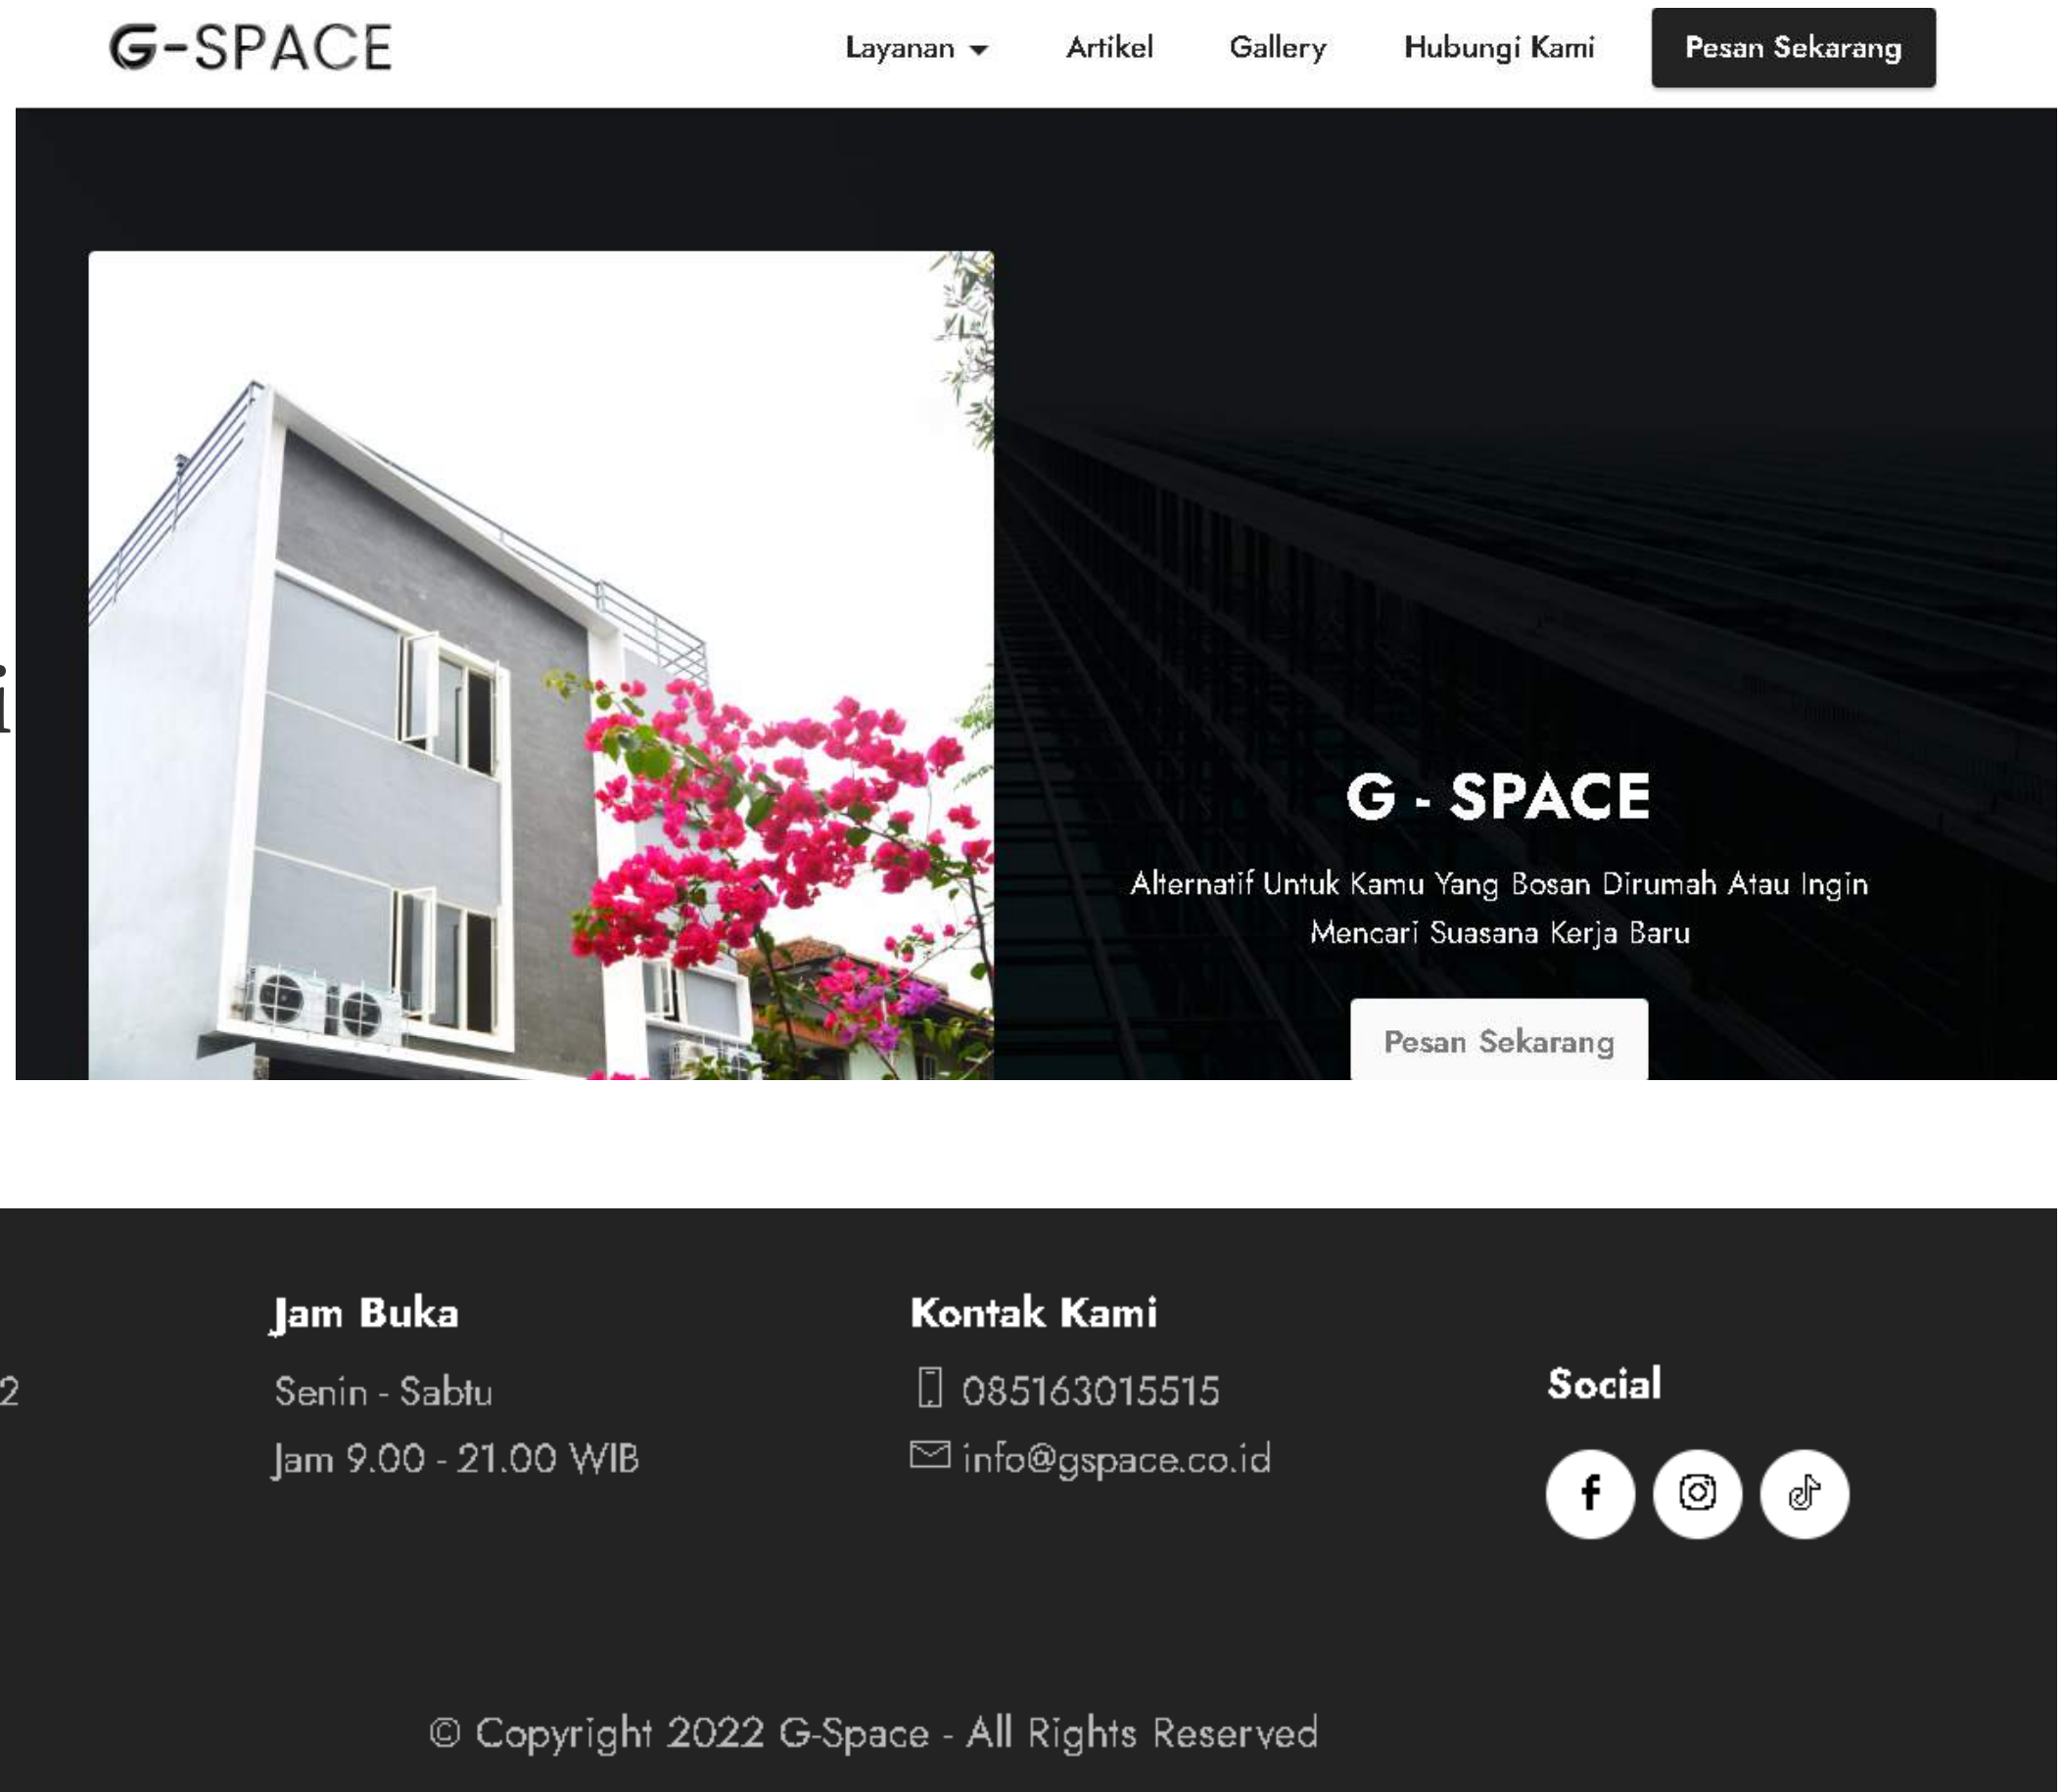 G-SPACE
Layanan
Artikel
Gallery
Hubungi Kami
Pesan Sekarang
i
G - SPACE
Alternatif Untuk Kamu Yang Bosan Dirumah Atau Ingin
Mencari Suasana Kerja Baru
Pesan Sekarang
2
Jam Buka
Senin - Sabtu
Jam 9.00 - 21.00 WIB
Kontak Kami
085163015515
info@gspace.co.id
Social
© Copyright 2022 G-Space - All Rights Reserved